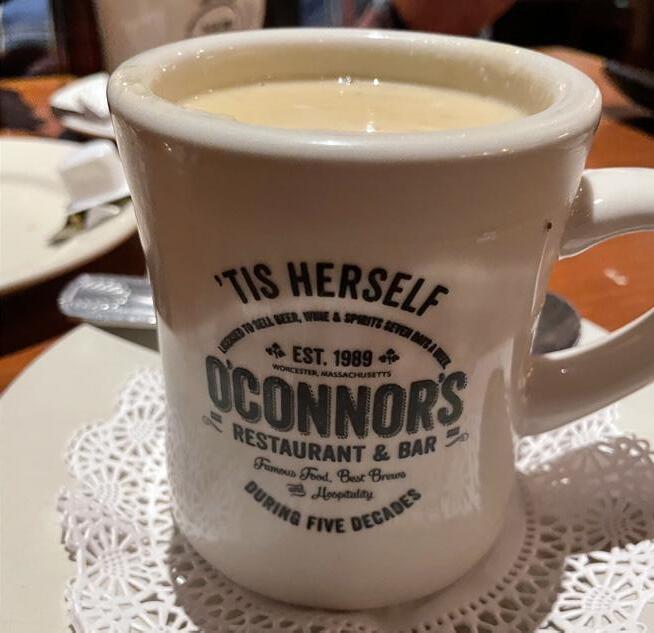 'TIS HERSELF
LICENSED TO SELL BEER, WINE & SPIRITS SEVEN DAYS A WEEK
EST. 1989
WORCESTER, MASSACHUSETTS
O'CONNOR'S
RESTAURANT & BAR
Famous Food, Best Brews
and Hospitality
DURING FIVE DECADES